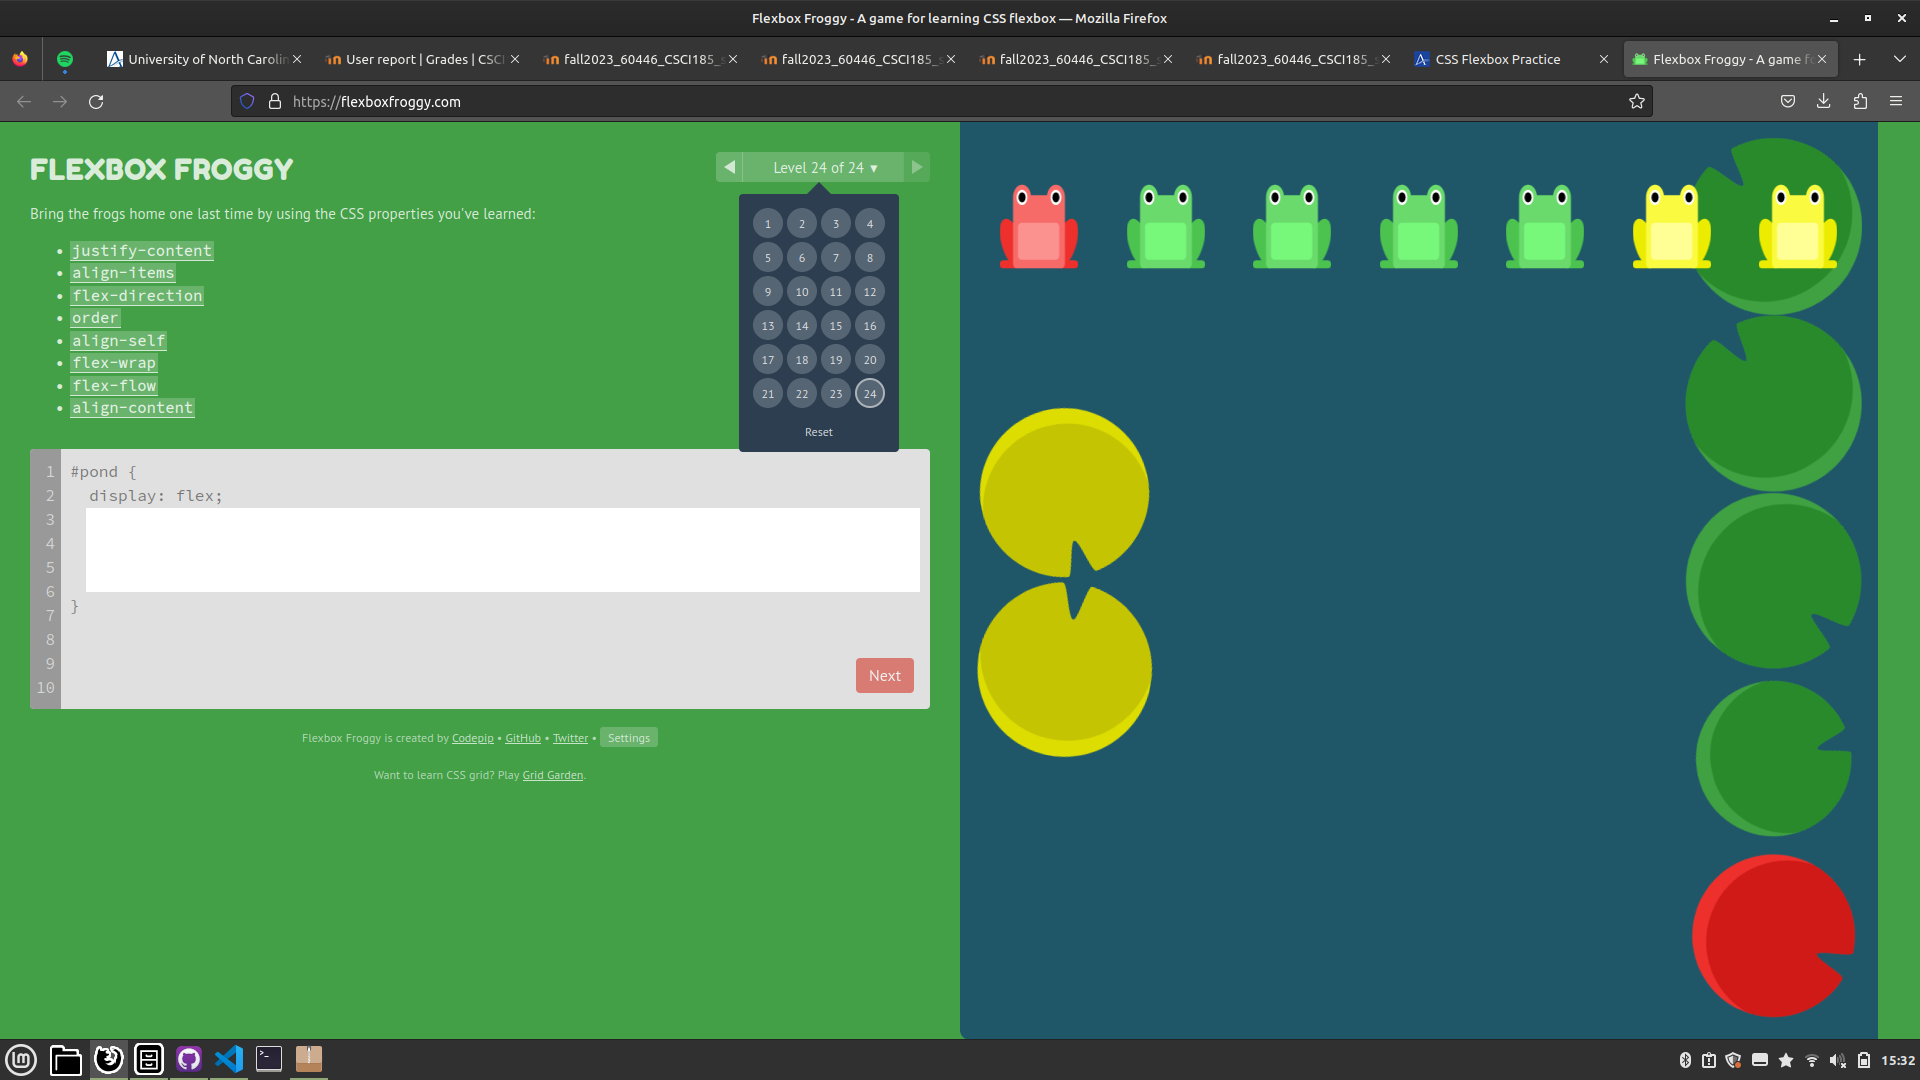 Flexbox Froggy - A game for learning CSS flexbox — Mozilla Firefox
University of North Carolin
User report | Grades | CSCI
fall2023_60446_CSCI185_s
fall2023_60446_CSCI185_s
fall2023_60446_CSCI185_s
fall2023_60446_CSCI185_s
CSS Flexbox Practice
Flexbox Froggy - A game fo
https://flexboxfroggy.com
FLEXBOX FROGGY
Level 24 of 24 ▾
Bring the frogs home one last time by using the CSS properties you've learned:
• justify-content
• align-items
• flex-direction
• order
• align-self
• flex-wrap
• flex-flow
• align-content
1 2 3 4
5 6 7 8
9 10 11 12
13 14 15 16
17 18 19 20
21 22 23 24
Reset
1 #pond {
2 display: flex;
3
4
5
6
}
7
8
9
10
Next
Flexbox Froggy is created by Codepip • GitHub • Twitter • Settings
Want to learn CSS grid? Play Grid Garden.
15:32